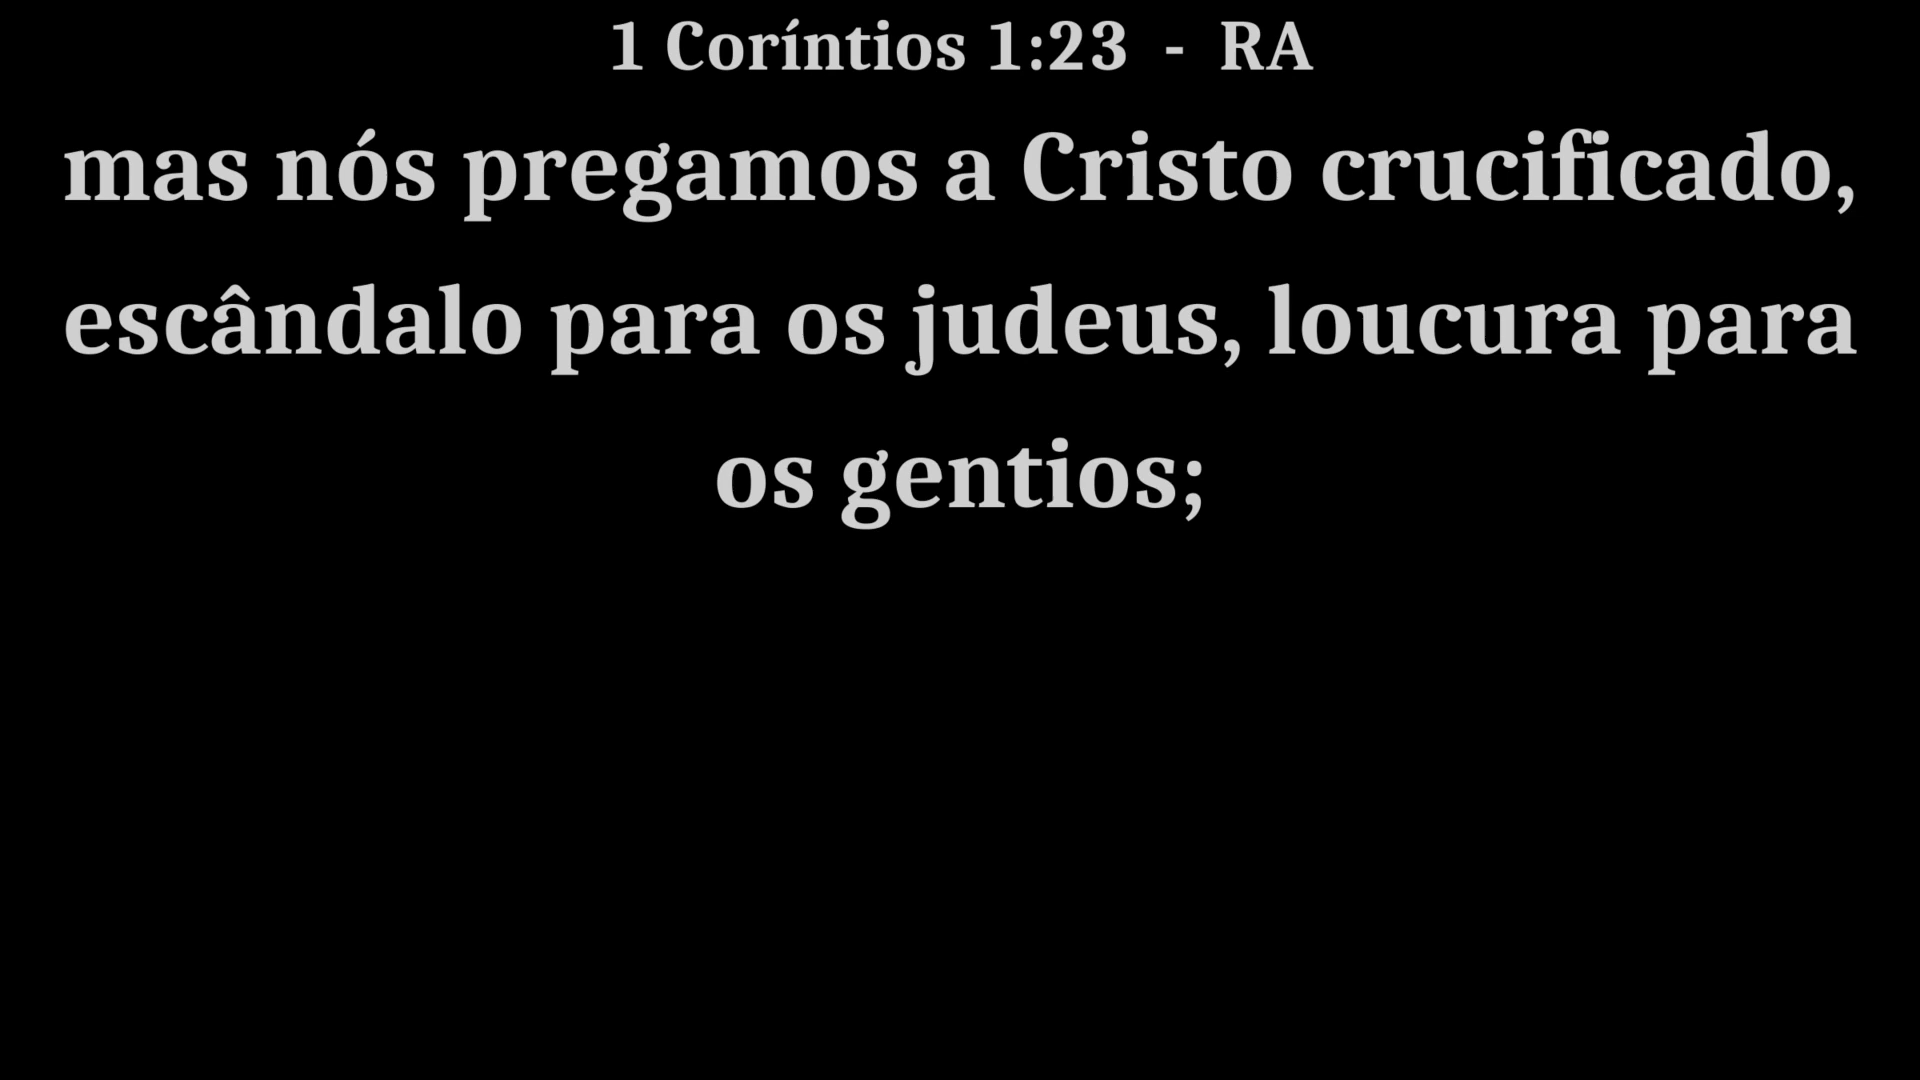 1 Coríntios 1:23 - RA
mas nós pregamos a Cristo crucificado,
escândalo para os judeus, loucura para
os gentios;